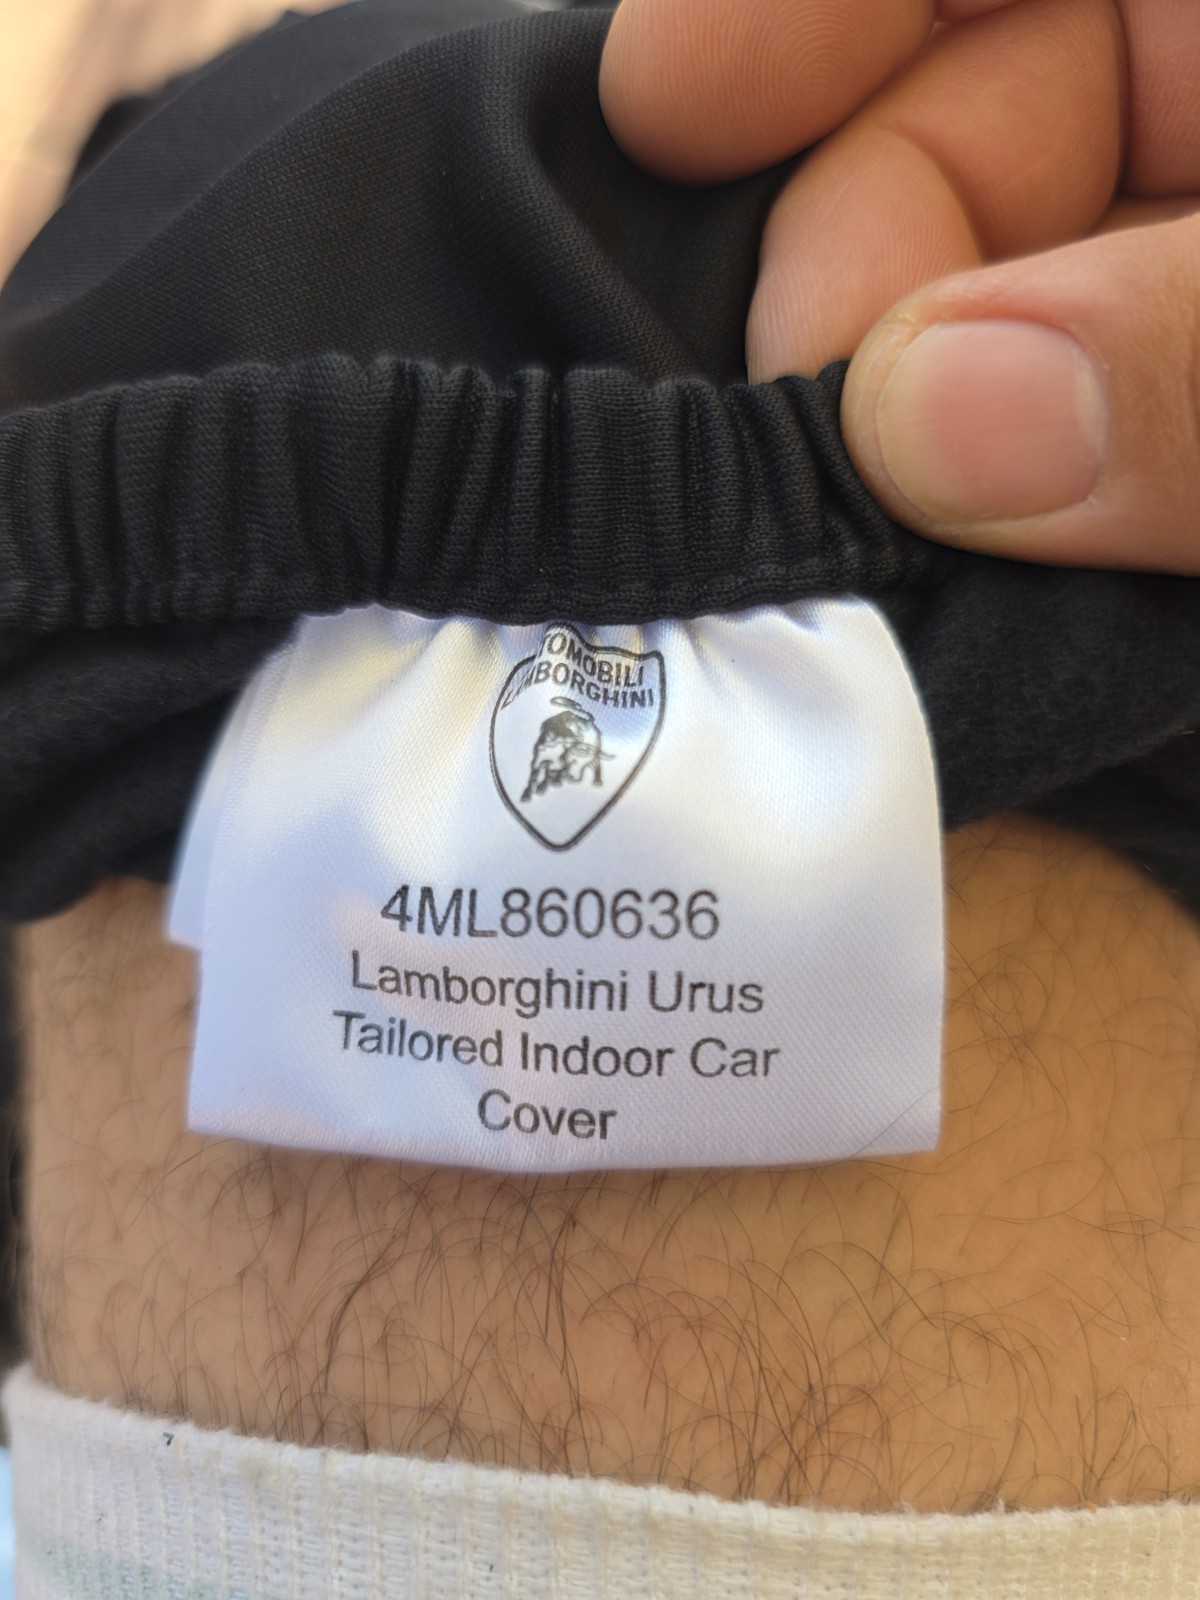 TOMOBILI
LAMBORGHINI
4ML860636
Lamborghini Urus
Tailored Indoor Car
Cover